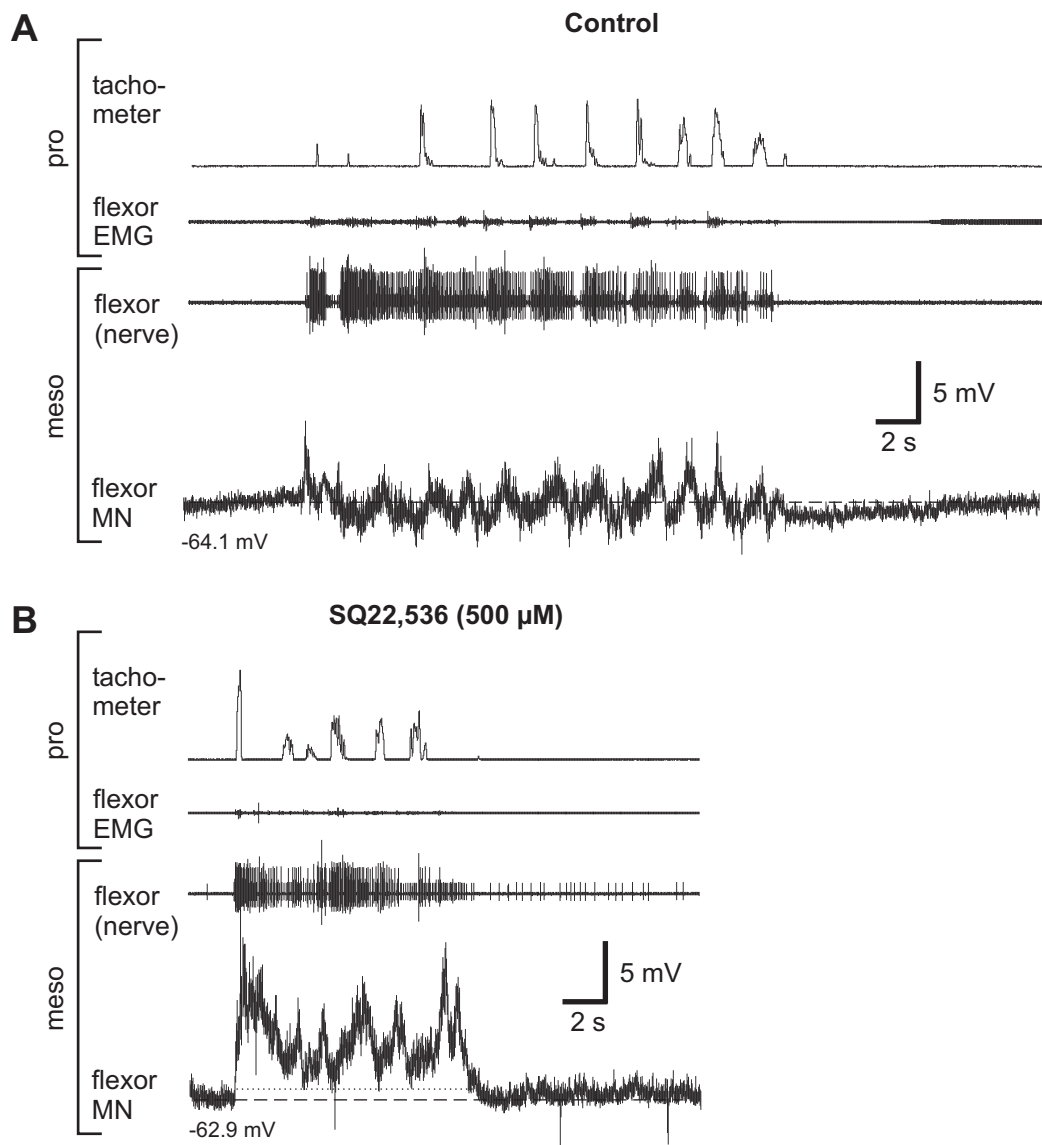 A
Control
pro
tacho-
meter
flexor
EMG
meso
flexor
(nerve)
5 mV
2 s
flexor
MN
-64.1 mV
B
SQ22,536 (500 µM)
pro
tacho-
meter
flexor
EMG
meso
flexor
(nerve)
5 mV
2 s
flexor
MN
-62.9 mV